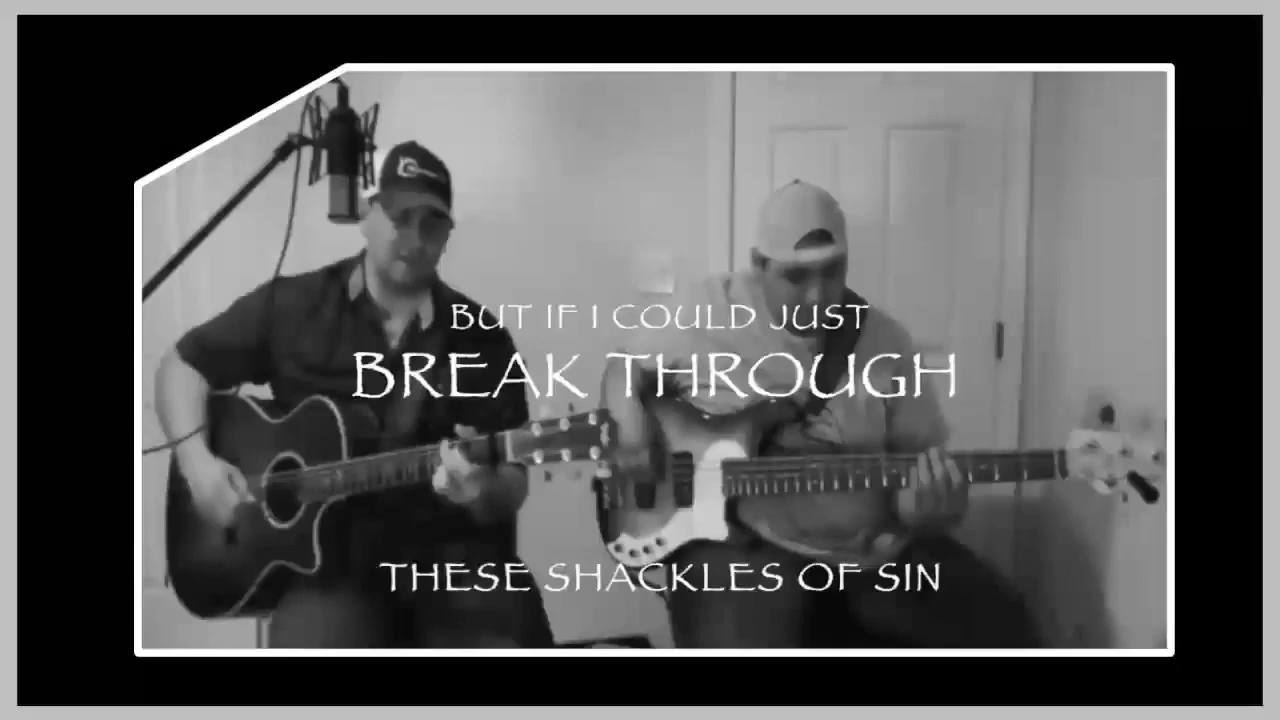 BUT IF I COULD JUST
BREAK THROUGH
THESE SHACKLES OF SIN